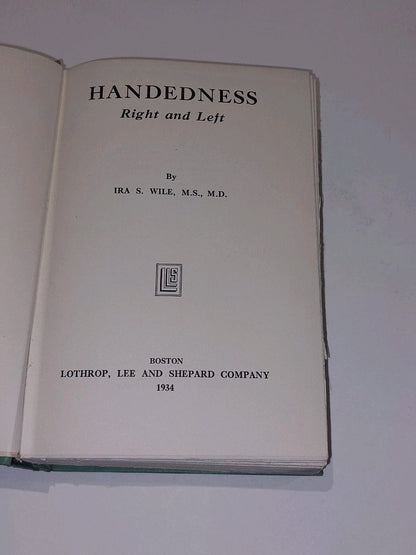 HANDEDNESS
Right and Left
By
IRA S. WILE, M.S., M.D.
BOSTON
LOTHROP, LEE AND SHEPARD COMPANY
1934